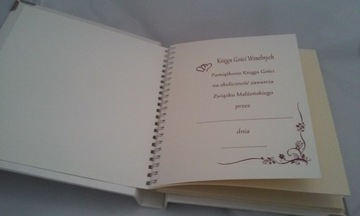 Księga Gości Weselnych
Pamiątkowa Księga Gości
na okoliczność zawarcia
Związku Małżeńskiego
przez
dnia